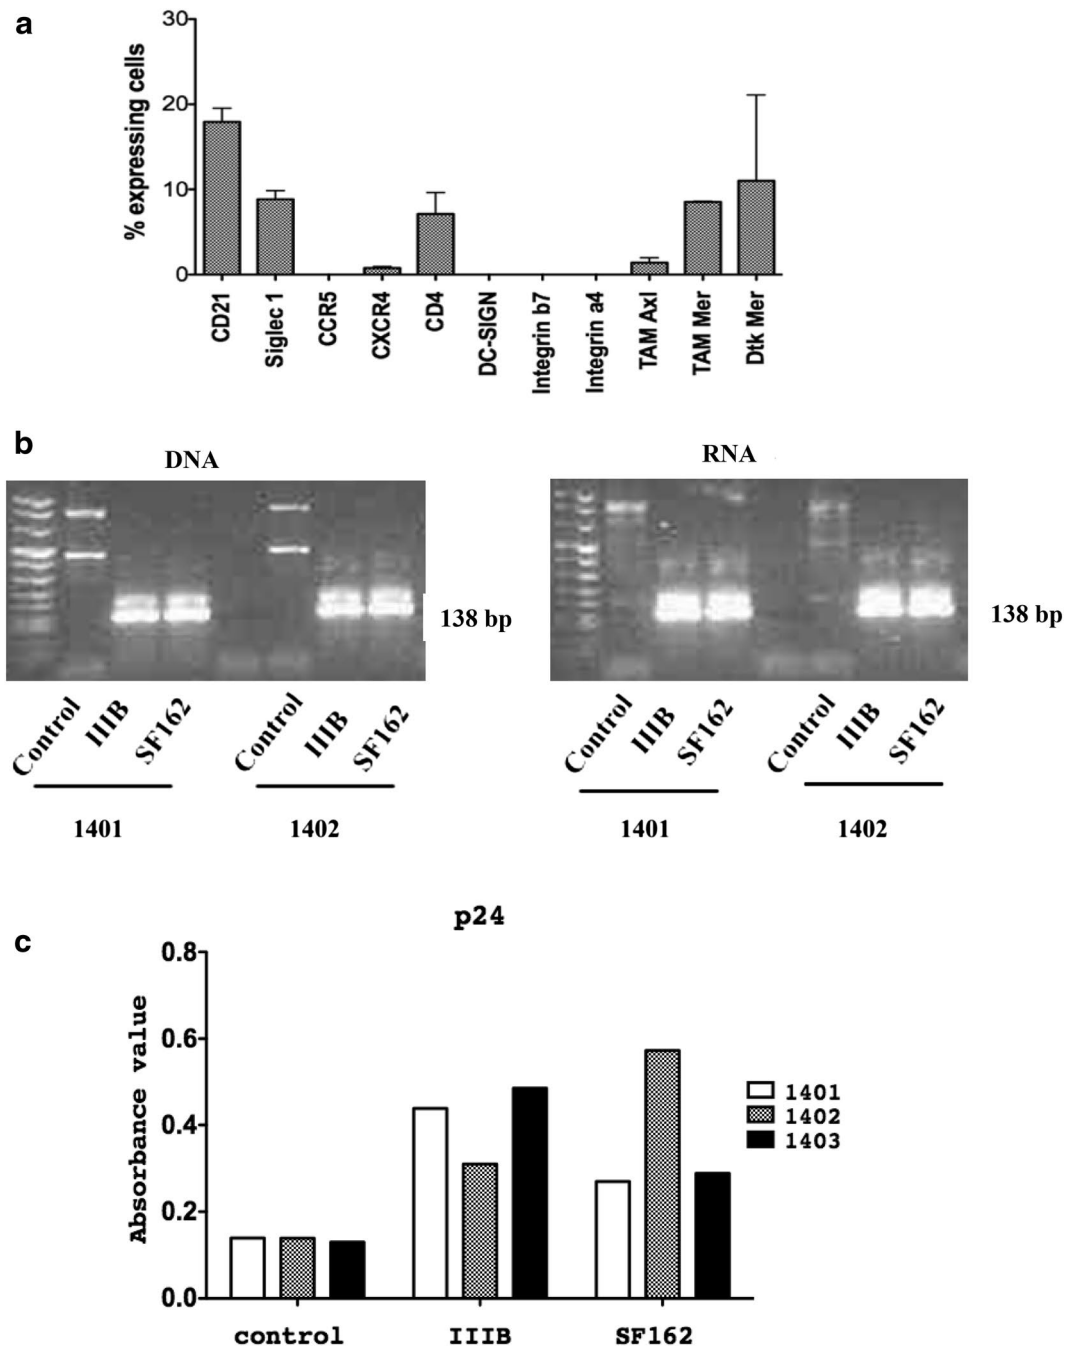 a
% expressing cells
30
20
10
0
CD21
Siglec 1
CCR5
CXCR4
CD4
DC-SIGN
Integrin b7
Integrin a4
TAM Axl
TAM Mer
Dtk Mer
b
DNA
RNA
138 bp
138 bp
Control
IIIB
SF162
Control
IIIB
SF162
Control
IIIB
SF162
Control
IIIB
SF162
1401
1402
1401
1402
c
p24
Absorbance value
0.8
0.6
0.4
0.2
0.0
1401
1402
1403
control
IIIB
SF162